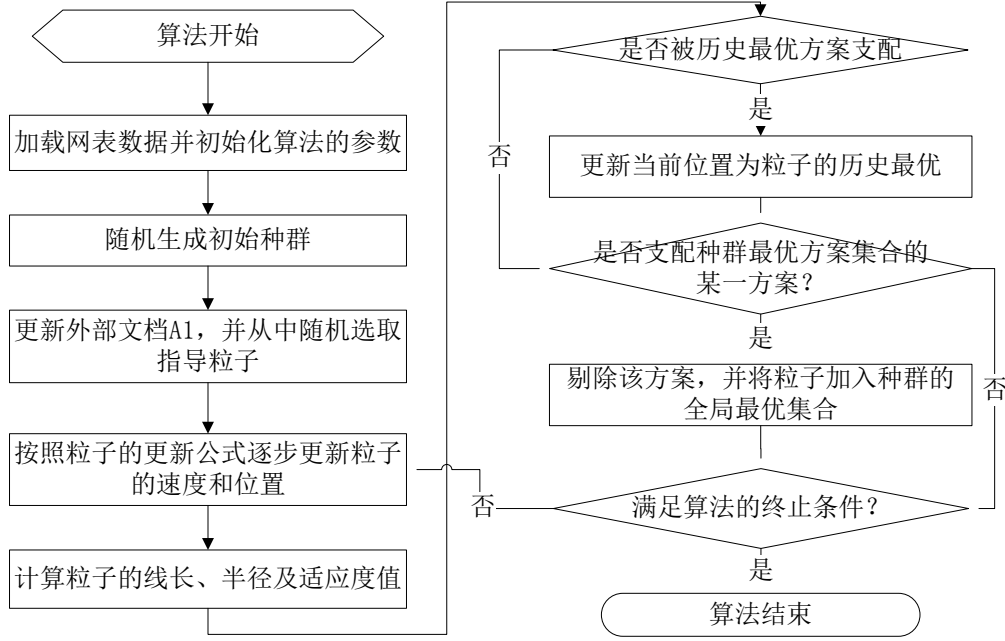 算法开始
加载网表数据并初始化算法的参数
随机生成初始种群
更新外部文档A1，并从中随机选取
指导粒子
按照粒子的更新公式逐步更新粒子
的速度和位置
计算粒子的线长、半径及适应度值
是否被历史最优方案支配
是
否
更新当前位置为粒子的历史最优
是否支配种群最优方案集合的
某一方案?
是
否
剔除该方案，并将粒子加入种群的
全局最优集合
满足算法的终止条件?
否
是
算法结束